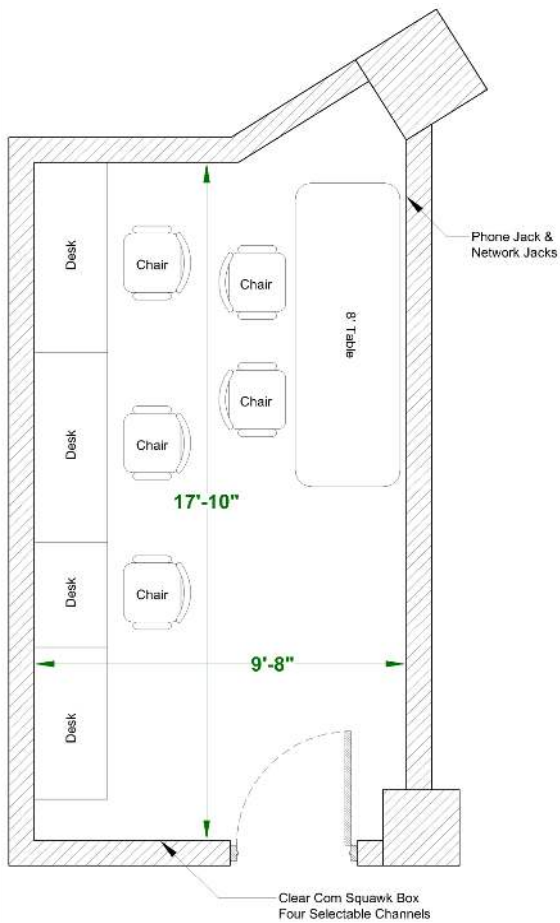 Phone Jack &
Network Jacks
Desk
Chair
Chair
8' Table
Desk
Chair
Chair
17'-10"
Desk
Chair
9'-8"
Desk
Clear Com Squawk Box
Four Selectable Channels